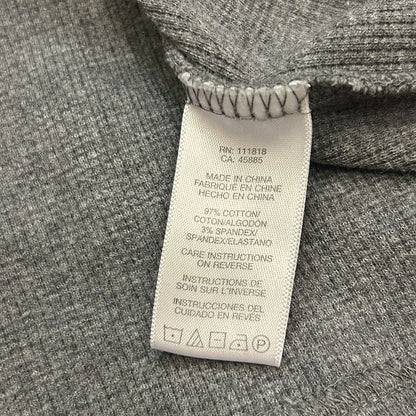 RN: 111818
CA: 45885
MADE IN CHINA
FABRIQUÉ EN CHINE
HECHO EN CHINA
97% COTTON/
COTON/ALGODÓN
3% SPANDEX/
SPANDEX/ELASTANO
CARE INSTRUCTIONS
ON REVERSE
INSTRUCTIONS DE
SOIN SUR L'INVERSE
INSTRUCCIONES DEL
CUIDADO EN REVÉS
P